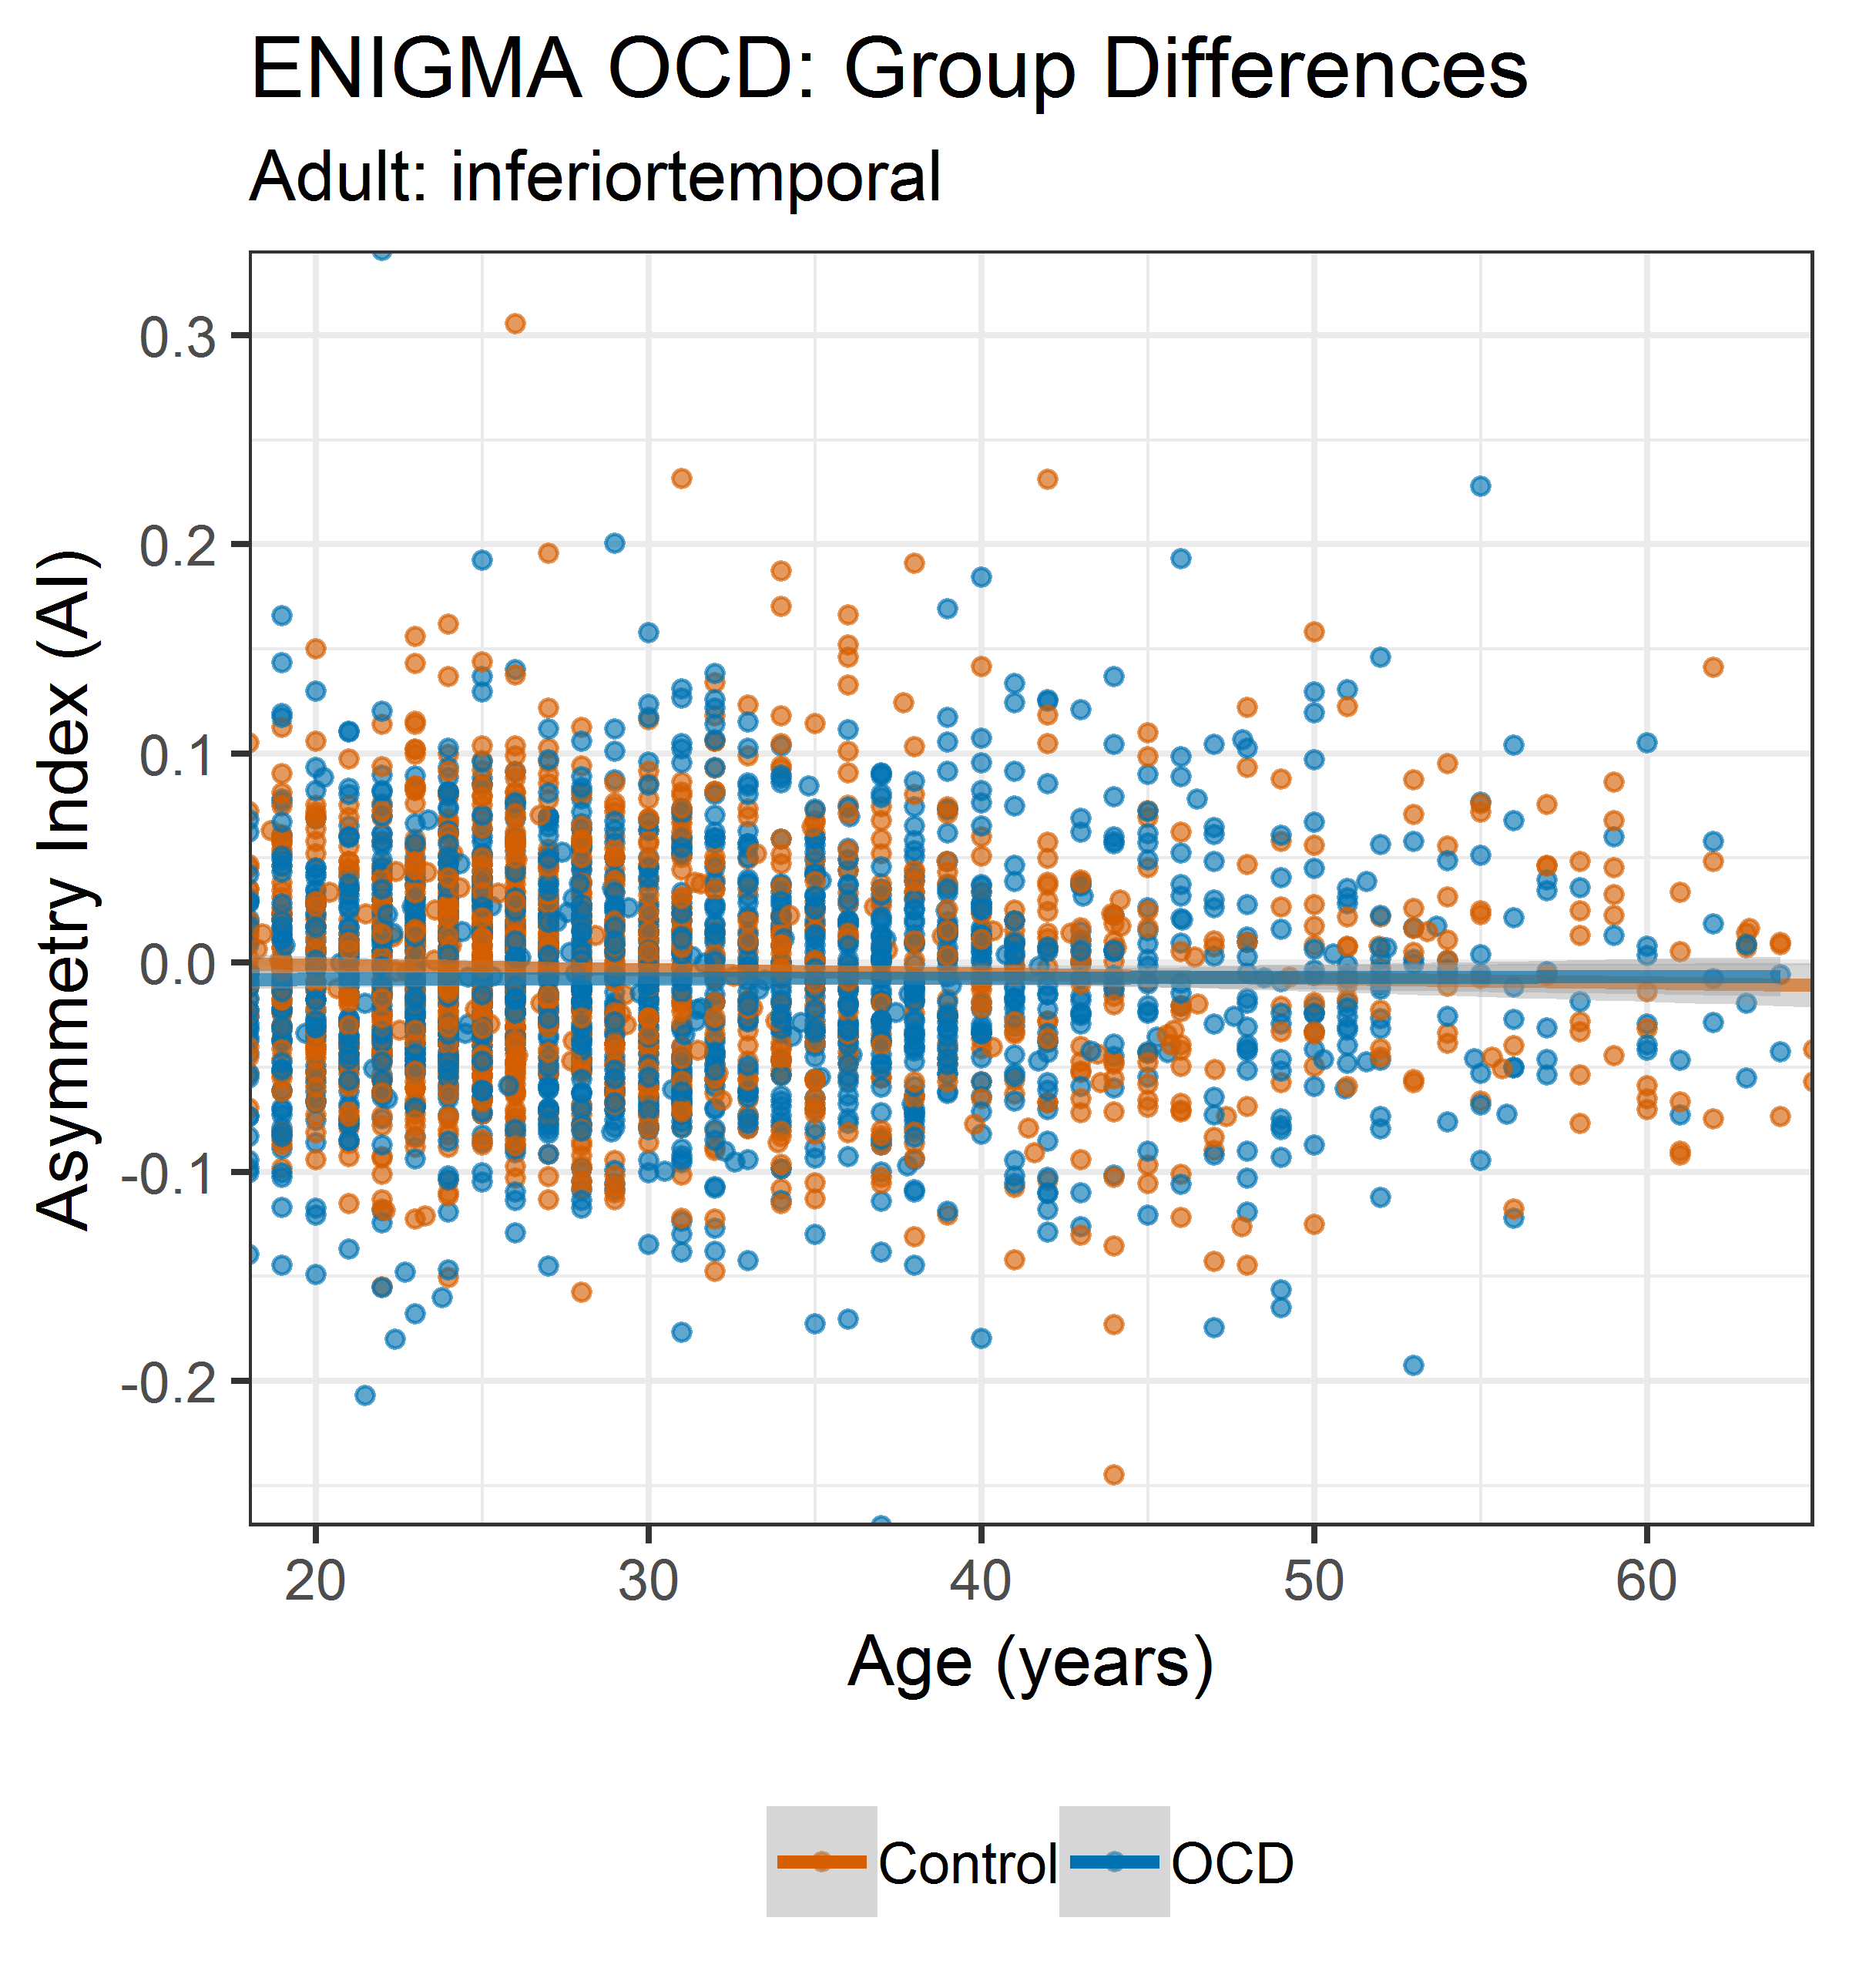 ENIGMA OCD: Group Differences
Adult: inferiortemporal
Asymmetry Index (AI)
0.3
0.2
0.1
0.0
-0.1
-0.2
20 30 40 50 60
Age (years)
Control OCD